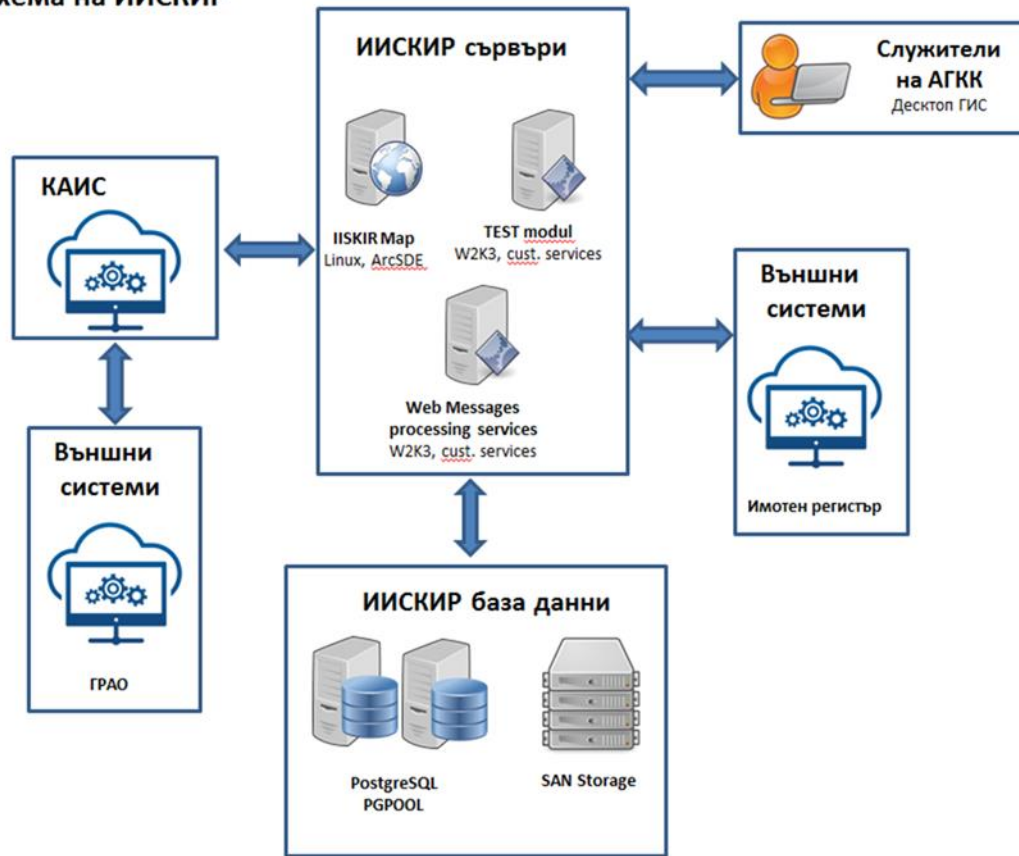 на ИИСКИР
ИИСКИР сървъри
IISKIR Map
Linux, ArcSDE
TEST modul
W2K3, cust. services
Web Messages
processing services
W2K3, cust. services
Служители
на АГКК
Десктоп ГИС
КАИС
Външни
системи
ГРАО
Външни
системи
Имотен регистър
ИИСКИР база данни
PostgreSQL
PGPOOL
SAN Storage